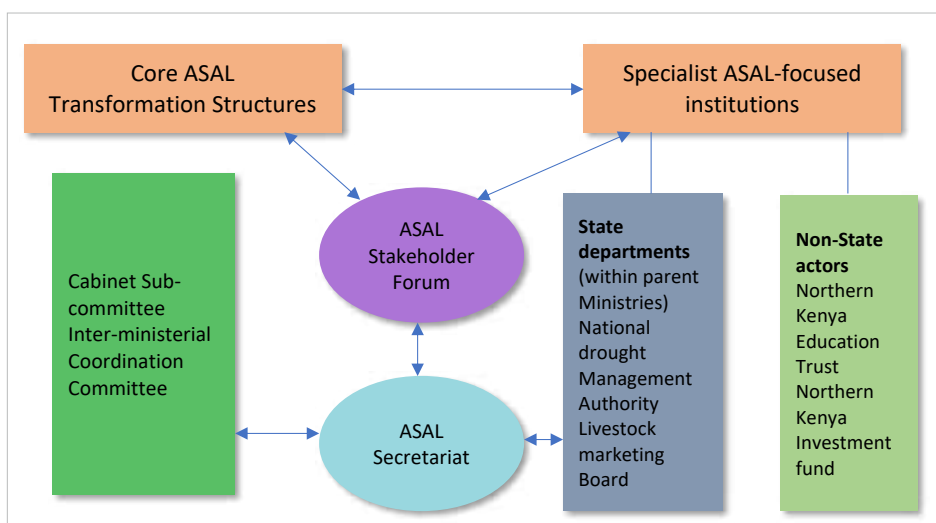 Core ASAL
Transformation Structures
Specialist ASAL-focused
institutions
ASAL
Stakeholder
Forum
Cabinet Sub-
committee
Inter-ministerial
Coordination
Committee
ASAL
Secretariat
State
departments
(within parent
Ministries)
National
drought
Management
Authority
Livestock
marketing
Board
Non-State
actors
Northern
Kenya
Education
Trust
Northern
Kenya
Investment
fund